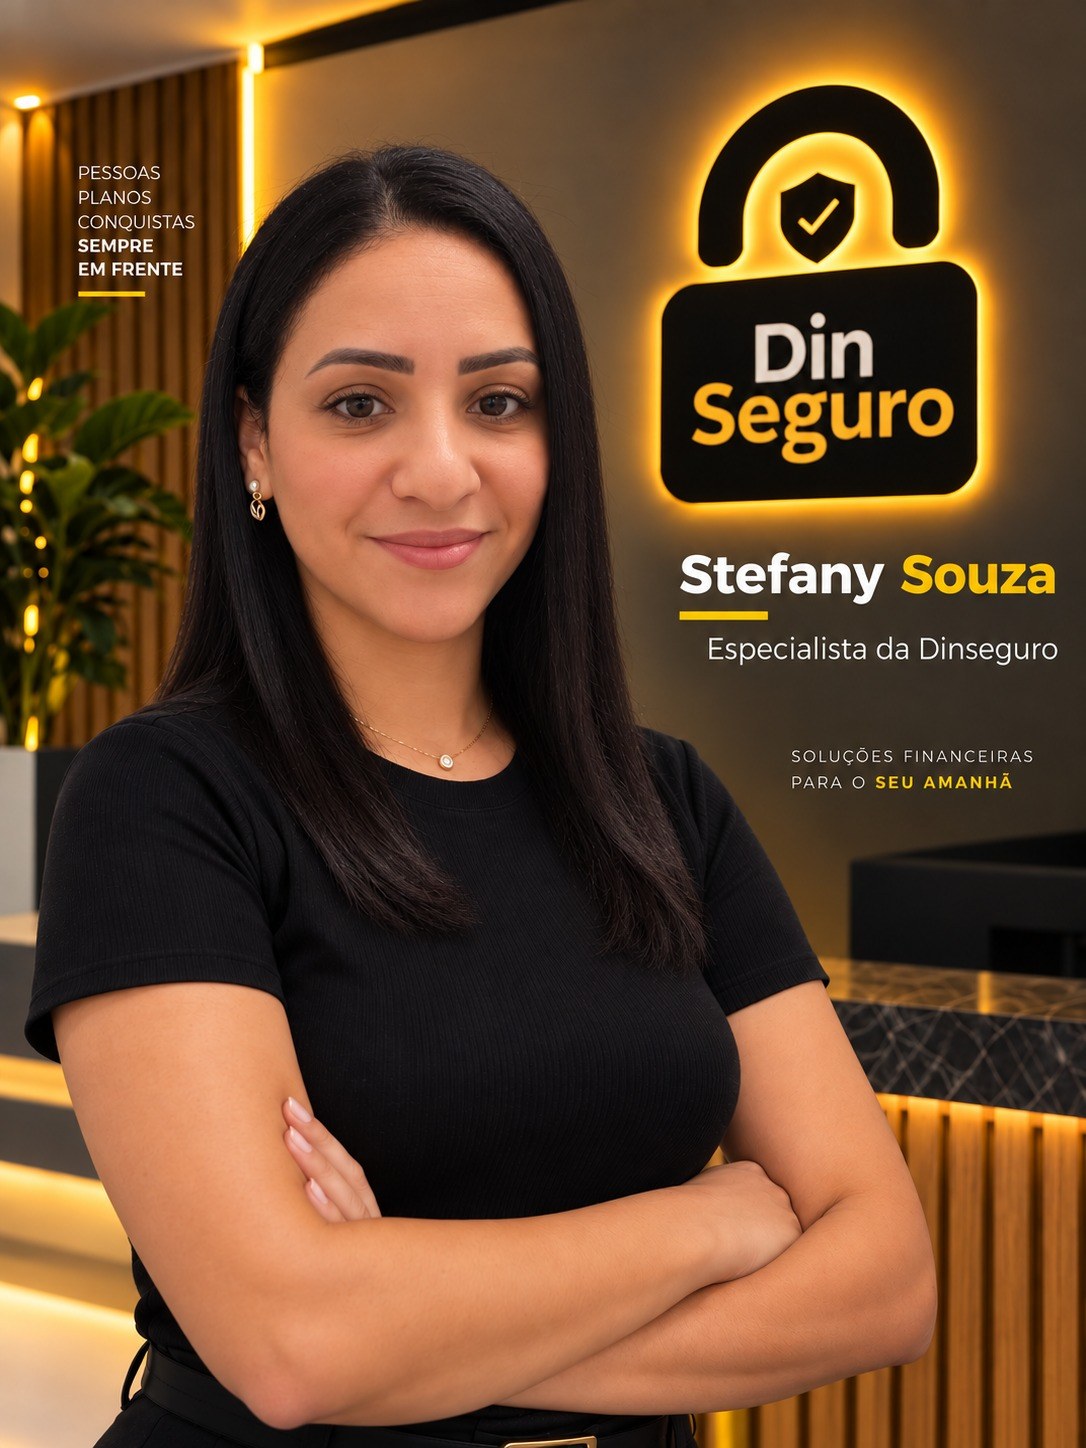 PESSOAS
PLANOS
CONQUISTAS
SEMPRE
EM FRENTE
Din
Seguro
Stefany Souza
Especialista da Dinseguro
SOLUÇÕES FINANCEIRAS
PARA O SEU AMANHÃ